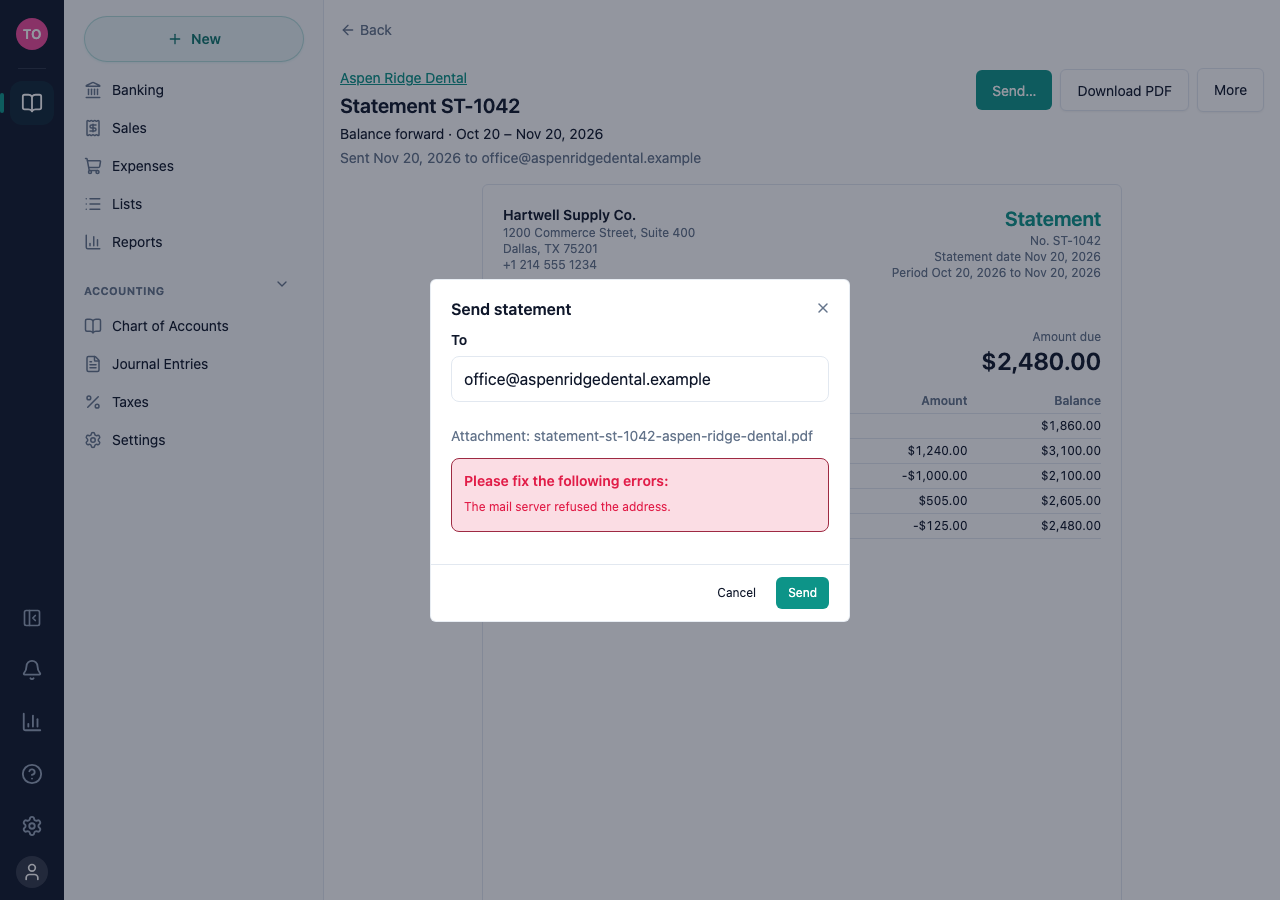 TO
New
Banking
Sales
Expenses
Lists
Reports
ACCOUNTING
Chart of Accounts
Journal Entries
Taxes
Settings
Back
Aspen Ridge Dental
Statement ST-1042
Balance forward · Oct 20 – Nov 20, 2026
Sent Nov 20, 2026 to office@aspenridgedental.example
Send...
Download PDF
More
Hartwell Supply Co.
1200 Commerce Street, Suite 400
Dallas, TX 75201
+1 214 555 1234
Statement
No. ST-1042
Statement date Nov 20, 2026
Period Oct 20, 2026 to Nov 20, 2026
Amount due
$2,480.00
Amount Balance
$1,860.00
$1,240.00 $3,100.00
-$1,000.00 $2,100.00
$505.00 $2,605.00
-$125.00 $2,480.00
Send statement
To
office@aspenridgedental.example
Attachment: statement-st-1042-aspen-ridge-dental.pdf
Please fix the following errors:
The mail server refused the address.
Cancel
Send